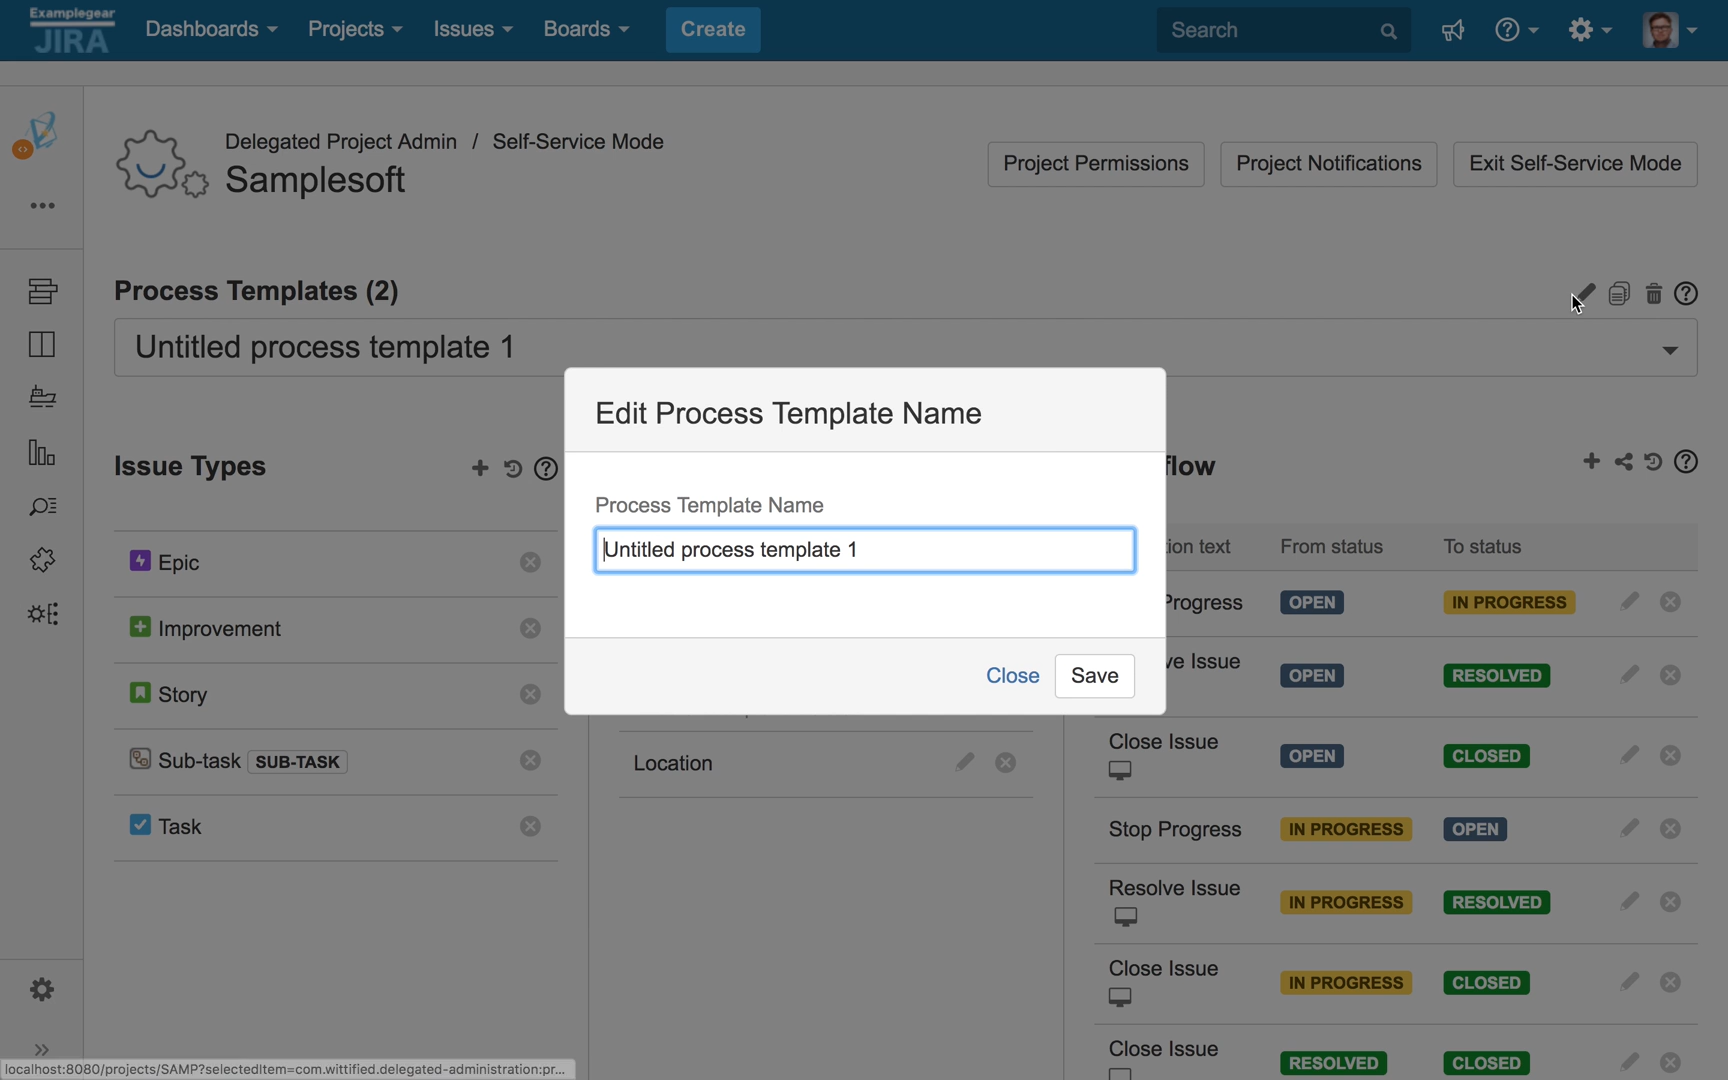 Examplegear
JIRA
Dashboards
Projects
Issues
Boards
Create
Search
Delegated Project Admin / Self-Service Mode
Samplesoft
Project Permissions
Project Notifications
Exit Self-Service Mode
Process Templates (2)
Untitled process template 1
Edit Process Template Name
Process Template Name
Untitled process template 1
Close
Save
Issue Types
Epic
Improvement
Story
Sub-task SUB-TASK
Task
Location
flow
ion text From status To status
Progress OPEN IN PROGRESS
ve Issue OPEN RESOLVED
Close Issue OPEN CLOSED
Stop Progress IN PROGRESS OPEN
Resolve Issue IN PROGRESS RESOLVED
Close Issue IN PROGRESS CLOSED
Close Issue RESOLVED CLOSED
localhost:8080/projects/SAMP?selectedItem=com.wittified.delegated-administration:pr...